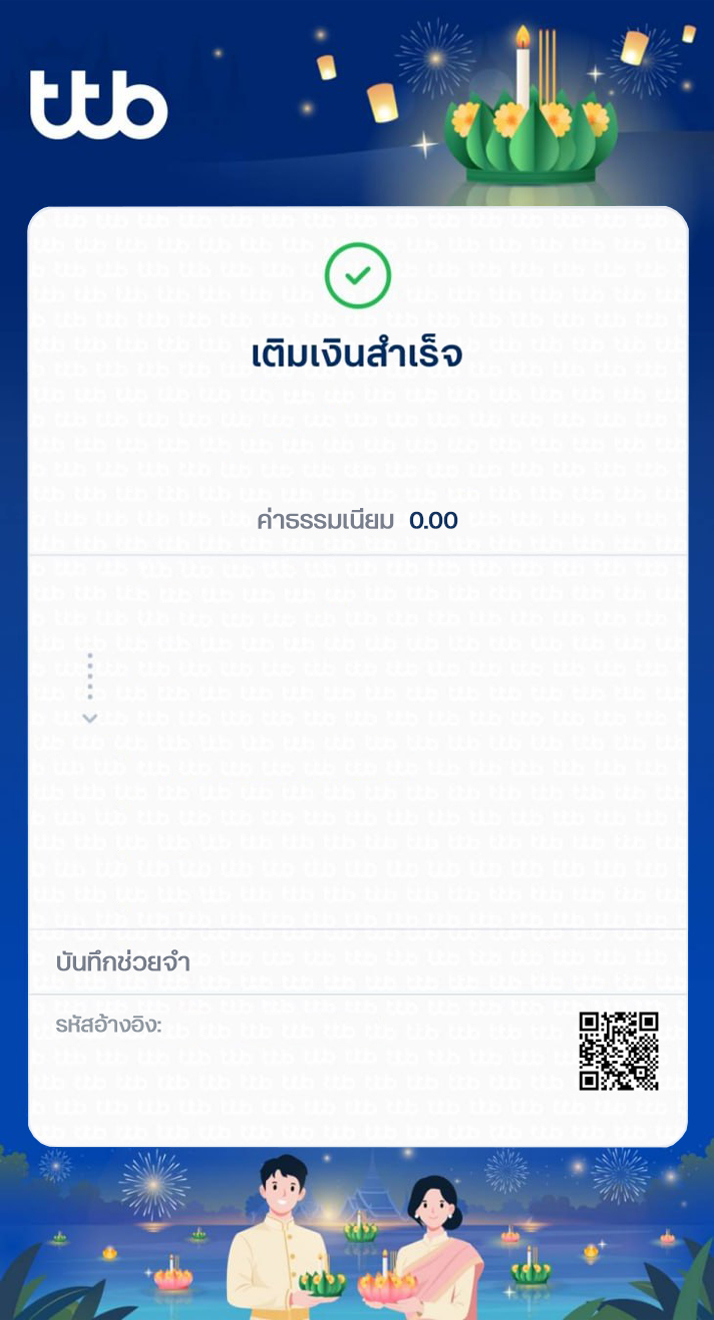 ttb
เติมเงินสำเร็จ
ค่าธรรมเนียม 0.00
บันทึกช่วยจำ
รหัสอ้างอิง: